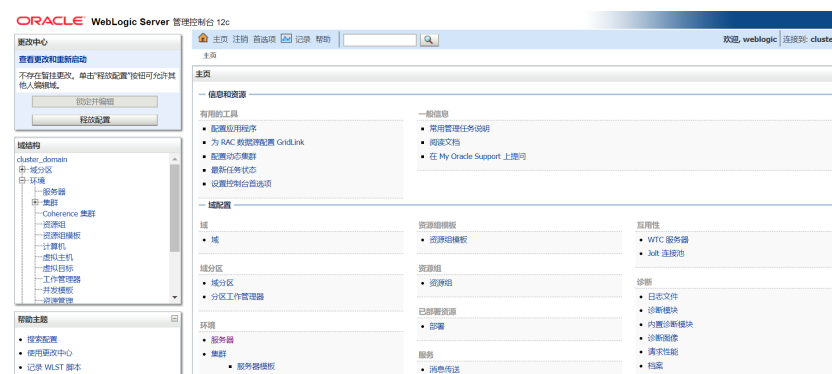 ORACLE WebLogic Server 管理控制台 12c
更改中心
查看更改和重新启动
不存在暂挂更改。单击"释放配置"按钮可允许其
他人编辑域。
锁定并编辑
释放配置
域结构
cluster_domain
域分区
环境
服务器
集群
Coherence 集群
资源组
资源组模板
计算机
虚拟主机
虚拟目标
工作管理器
并发模板
资源管理
帮助主题
搜索配置
使用更改中心
记录 WLST 脚本
主页 注销 首选项 记录 帮助
欢迎, weblogic 连接到: cluste
主页
主页
信息和资源
有用的工具
配置应用程序
为 RAC 数据源配置 GridLink
配置动态集群
最新任务状态
设置控制台首选项
一般信息
常用管理任务说明
阅读文档
在 My Oracle Support 上提问
域配置
域
域
域分区
域分区
分区工作管理器
环境
服务器
集群
服务器模板
资源组模板
资源组模板
资源组
资源组
已部署资源
部署
服务
消息传送
互用性
WTC 服务器
Jolt 连接池
诊断
日志文件
诊断模块
内置诊断模块
诊断图像
请求性能
档案